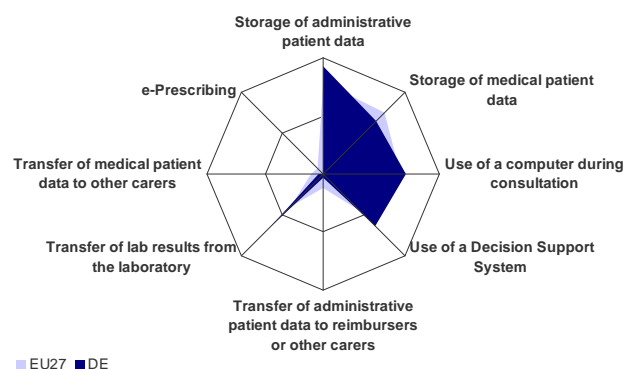 Storage of administrative
patient data
Storage of medical patient
data
Use of a computer during
consultation
Use of a Decision Support
System
Transfer of administrative
patient data to reimbursers
or other carers
Transfer of lab results from
the laboratory
Transfer of medical patient
data to other carers
e-Prescribing
EU27 DE